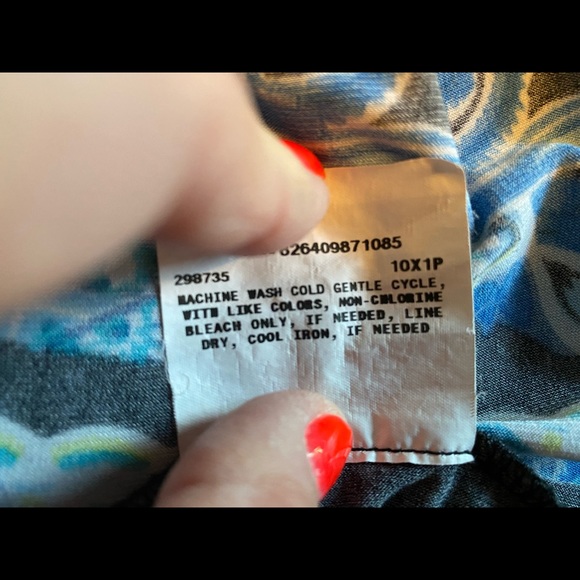 626409871085
298735 10X1P
MACHINE WASH COLD GENTLE CYCLE,
WITH LIKE COLORS, NON-CHLORINE
BLEACH ONLY, IF NEEDED, LINE
DRY, COOL IRON, IF NEEDED